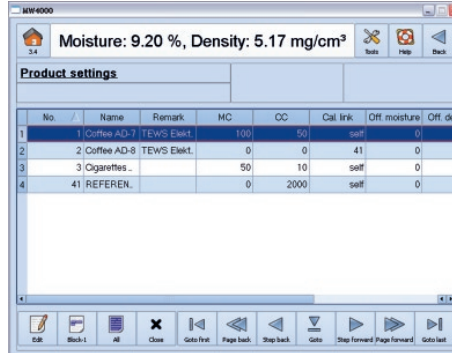 MW4000
Moisture: 9.20 %, Density: 5.17 mg/cm³
3.4
Tools
Help
Back
Product settings
No. Name Remark MC CC Cal. link Off. moisture Off. de
1 1 Coffee AD-7 TEWS Elekt. 100 50 self 0
2 2 Coffee AD-8 TEWS Elekt. 0 0 41 0
3 3 Cigarettes .. 50 10 self 0
4 41 REFEREN.. 0 2000 self 0
Edit Block-1 All Close Goto first Page back Step back Goto Step forward Page forward Goto last